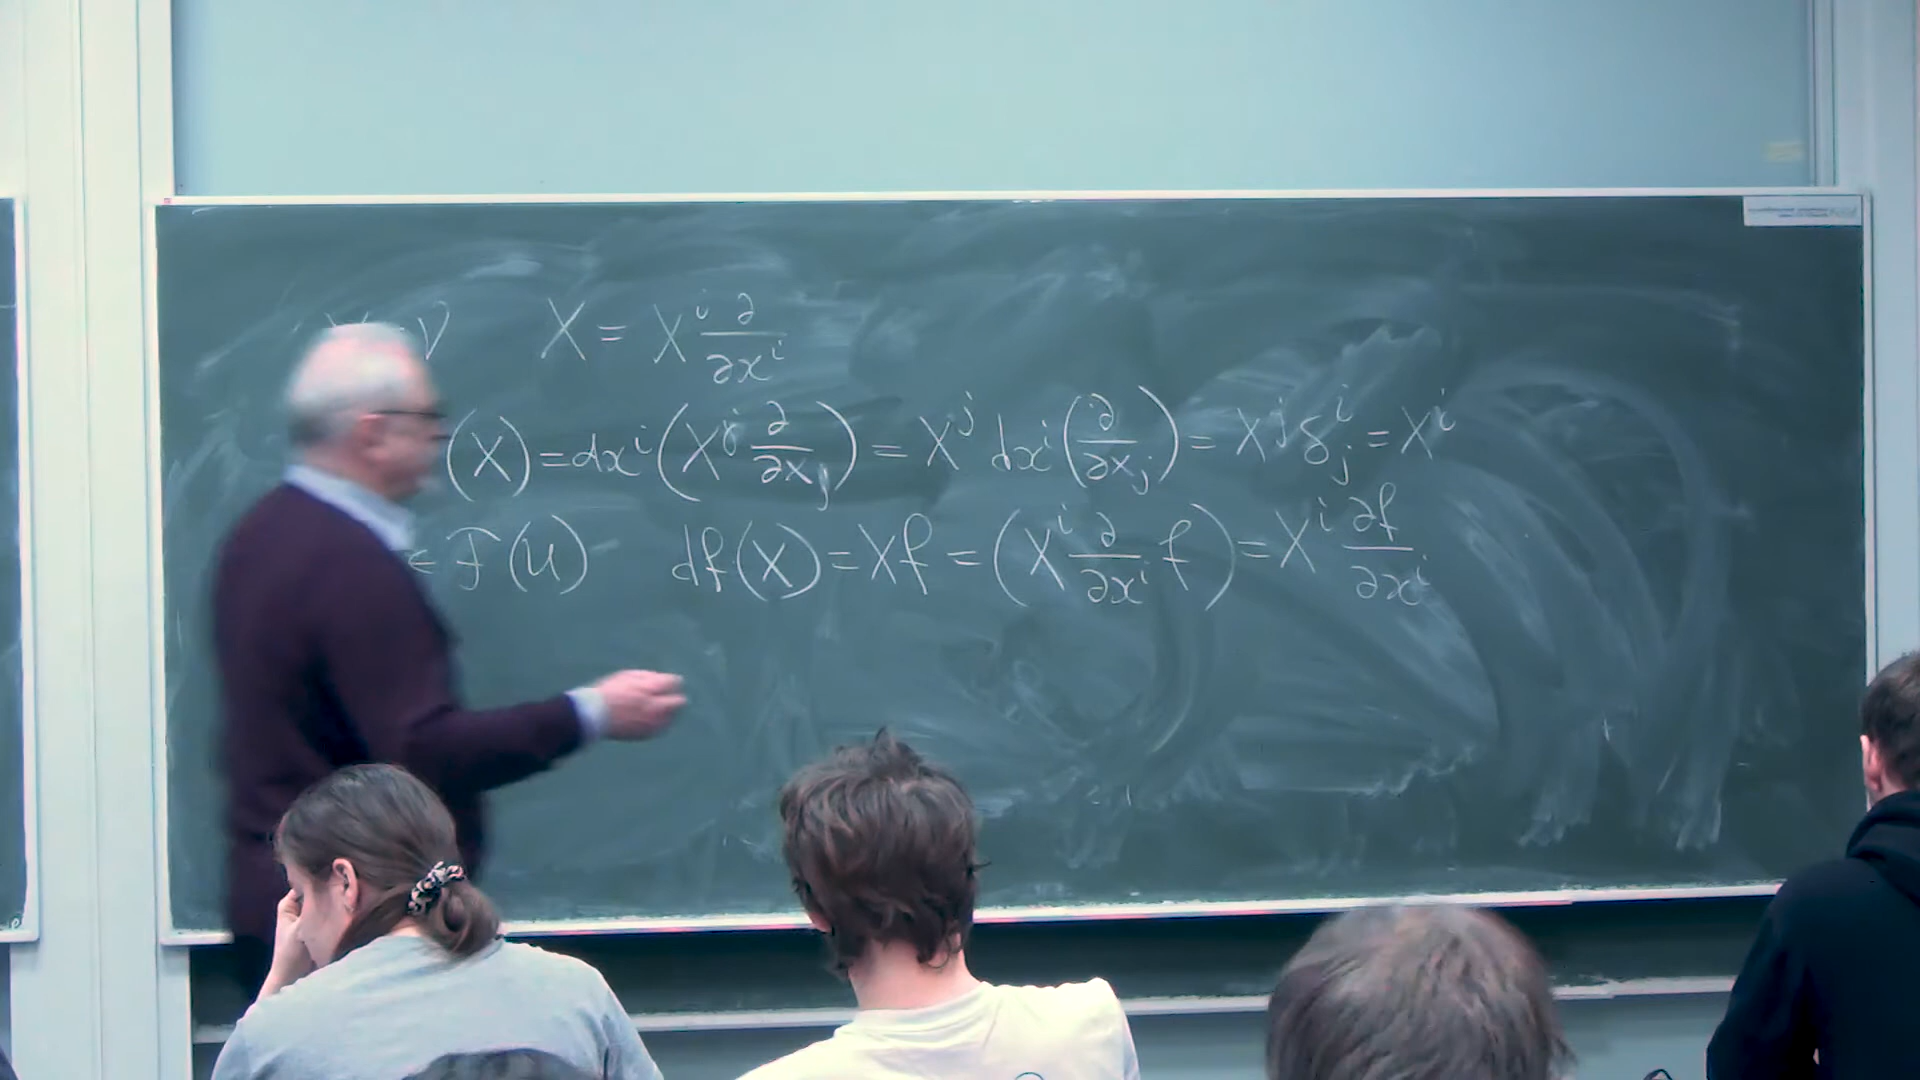 V X = X^i ∂/∂x^i
(X) = dx^i (X^j ∂/∂x_j) = X^j dx^i (∂/∂x_j) = X^j δ^i_j = X^i
∈ F(U) df(X) = Xf = (X^i ∂/∂x^i f) = X^i ∂f/∂x^i